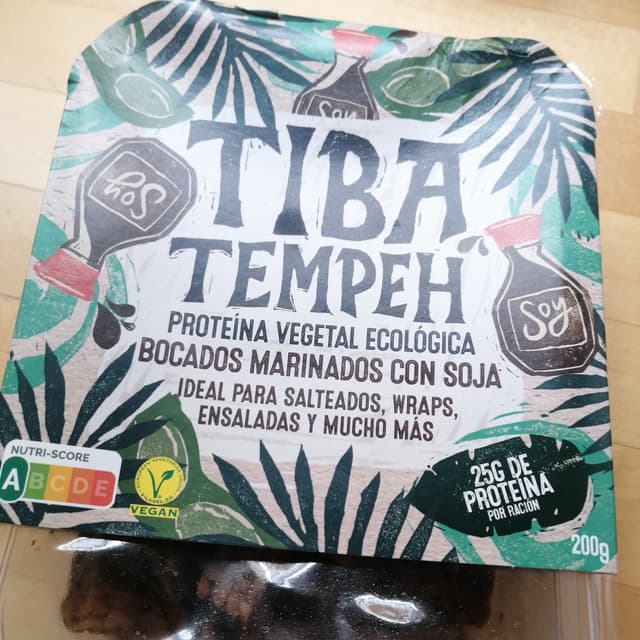 Soy
TIBA
Soy
TEMPEH
Soy
PROTEÍNA VEGETAL ECOLÓGICA
BOCADOS MARINADOS CON SOJA
IDEAL PARA SALTEADOS, WRAPS,
ENSALADAS Y MUCHO MÁS
NUTRI-SCORE
ABCDE
VEGAN
25G DE
PROTEÍNA
POR RACIÓN
200g